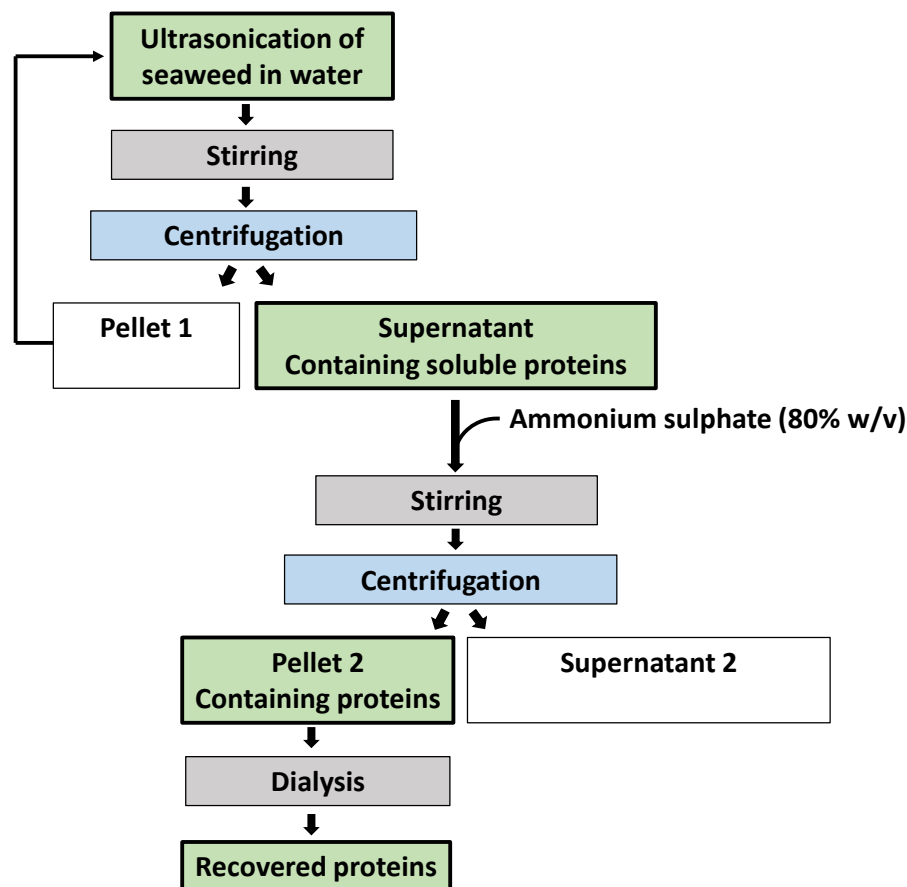 Ultrasonication of
seaweed in water
Stirring
Centrifugation
Pellet 1
Supernatant
Containing soluble proteins
Ammonium sulphate (80% w/v)
Stirring
Centrifugation
Pellet 2
Containing proteins
Supernatant 2
Dialysis
Recovered proteins